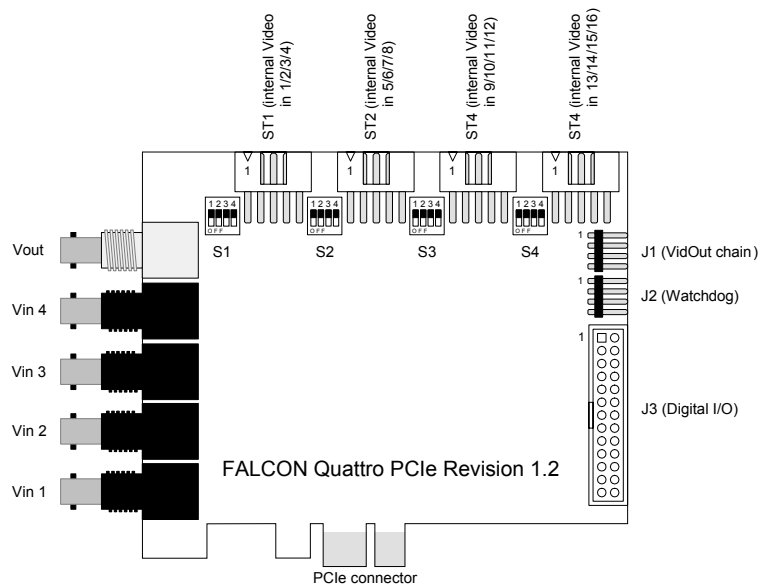 ST1 (internal Video
in 1/2/3/4)
ST2 (internal Video
in 5/6/7/8)
ST4 (internal Video
in 9/10/11/12)
ST4 (internal Video
in 13/14/15/16)
1
1
1
1
1 2 3 4
OFF
S1
1 2 3 4
OFF
S2
1 2 3 4
OFF
S3
1 2 3 4
OFF
S4
Vout
1
J1 (VidOut chain)
1
J2 (Watchdog)
Vin 4
1
Vin 3
J3 (Digital I/O)
Vin 2
FALCON Quattro PCIe Revision 1.2
Vin 1
PCIe connector